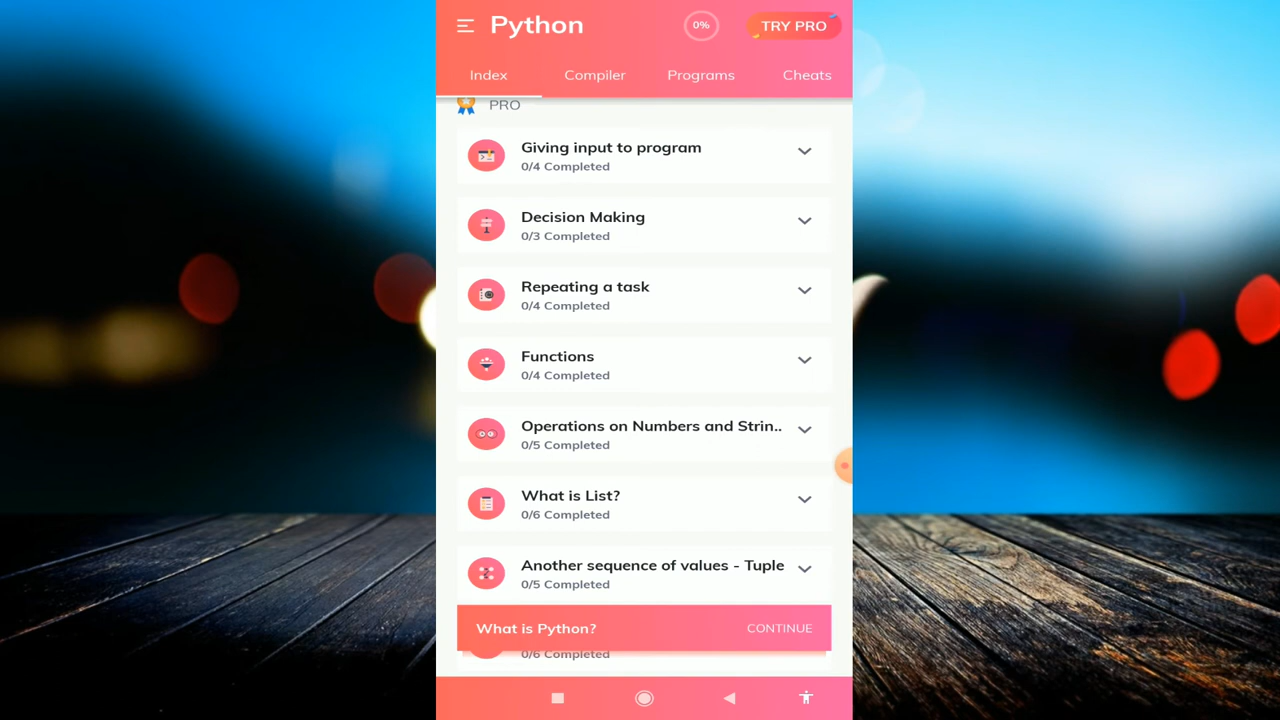 Python
0%
TRY PRO
Index
Compiler
Programs
Cheats
PRO
Giving input to program
0/4 Completed
Decision Making
0/3 Completed
Repeating a task
0/4 Completed
Functions
0/4 Completed
Operations on Numbers and Strin..
0/5 Completed
What is List?
0/6 Completed
Another sequence of values - Tuple
0/5 Completed
What is Python?
CONTINUE
0/6 Completed